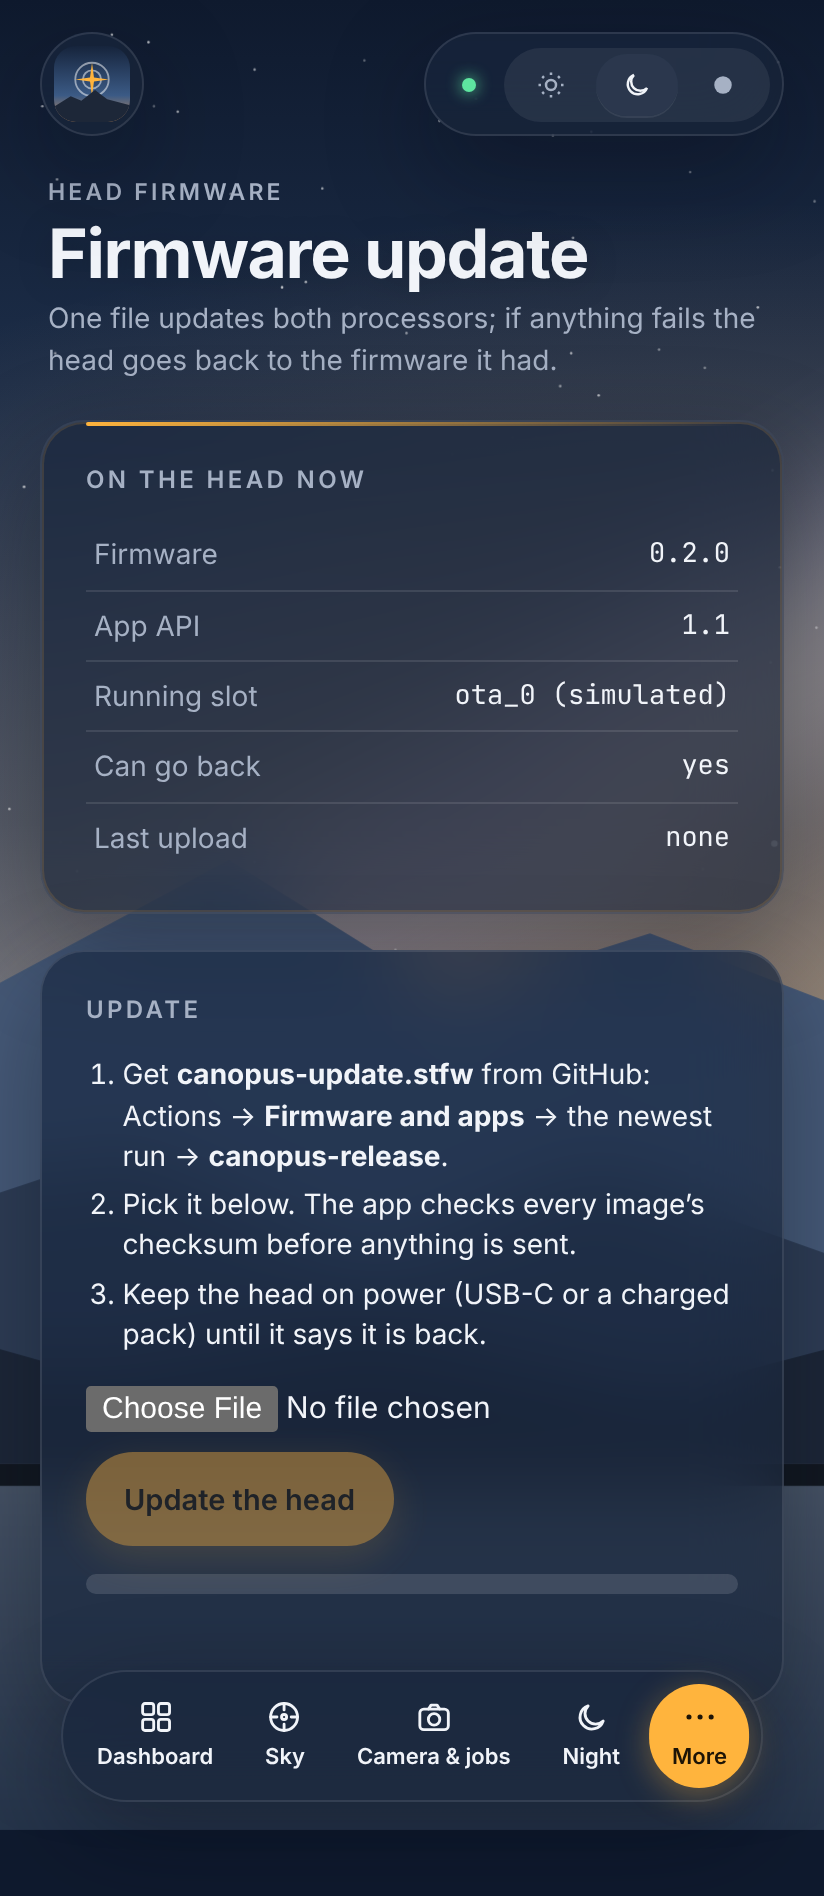 HEAD FIRMWARE
Firmware update
One file updates both processors; if anything fails the
head goes back to the firmware it had.
ON THE HEAD NOW
Firmware 0.2.0
App API 1.1
Running slot ota_0 (simulated)
Can go back yes
Last upload none
UPDATE
1. Get canopus-update.stfw from GitHub:
Actions → Firmware and apps → the newest
run → canopus-release.
2. Pick it below. The app checks every image’s
checksum before anything is sent.
3. Keep the head on power (USB-C or a charged
pack) until it says it is back.
Choose File No file chosen
Update the head
Dashboard Sky Camera & jobs Night More